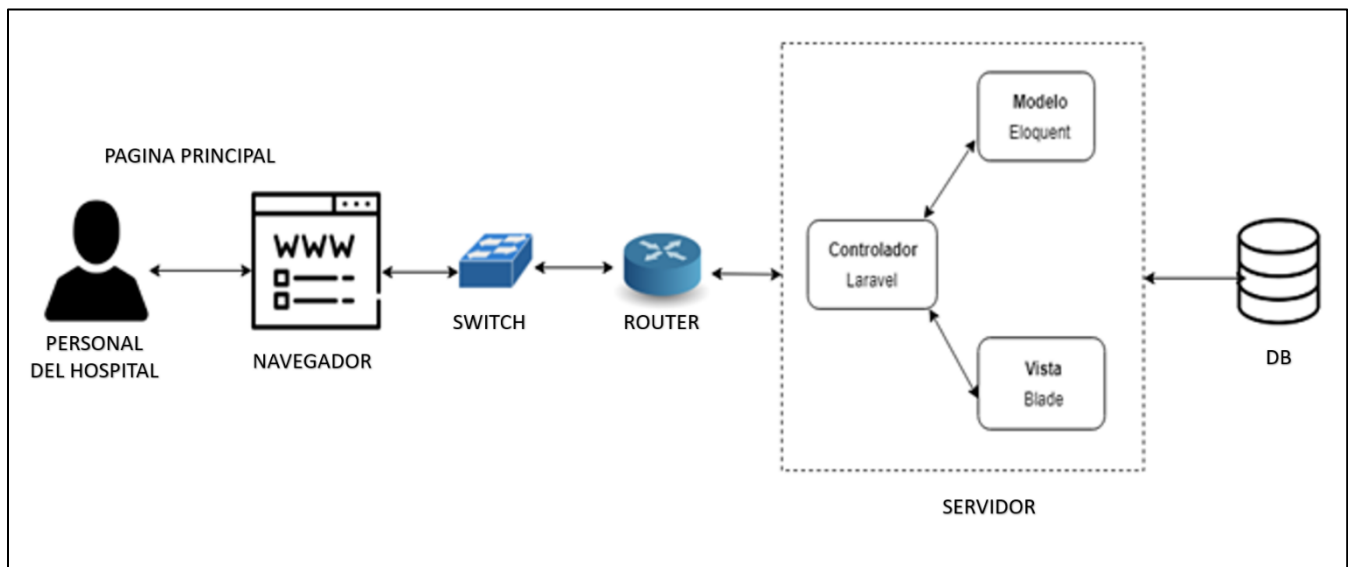 PAGINA PRINCIPAL
PERSONAL
DEL HOSPITAL
WWW
NAVEGADOR
SWITCH
ROUTER
Modelo
Eloquent
Controlador
Laravel
Vista
Blade
SERVIDOR
DB